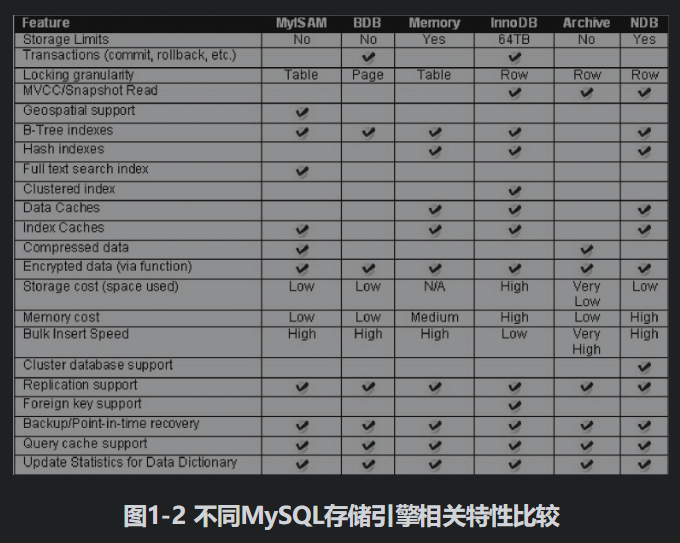 Feature MyISAM BDB Memory InnoDB Archive NDB
Storage Limits No No Yes 64TB No Yes
Transactions (commit, rollback, etc.) ✔ ✔
Locking granularity Table Page Table Row Row Row
MVCC/Snapshot Read ✔ ✔ ✔
Geospatial support ✔
B-Tree indexes ✔ ✔ ✔ ✔ ✔
Hash indexes ✔ ✔ ✔
Full text search index ✔
Clustered index ✔
Data Caches ✔ ✔ ✔
Index Caches ✔ ✔ ✔ ✔
Compressed data ✔ ✔
Encrypted data (via function) ✔ ✔ ✔ ✔ ✔ ✔
Storage cost (space used) Low Low N/A High Very Low Low
Memory cost Low Low Medium High Low High
Bulk Insert Speed High High High Low Very High High
Cluster database support ✔
Replication support ✔ ✔ ✔ ✔ ✔ ✔
Foreign key support ✔
Backup/Point-in-time recovery ✔ ✔ ✔ ✔ ✔ ✔
Query cache support ✔ ✔ ✔ ✔ ✔ ✔
Update Statistics for Data Dictionary ✔ ✔ ✔ ✔ ✔ ✔
图1-2 不同MySQL存储引擎相关特性比较